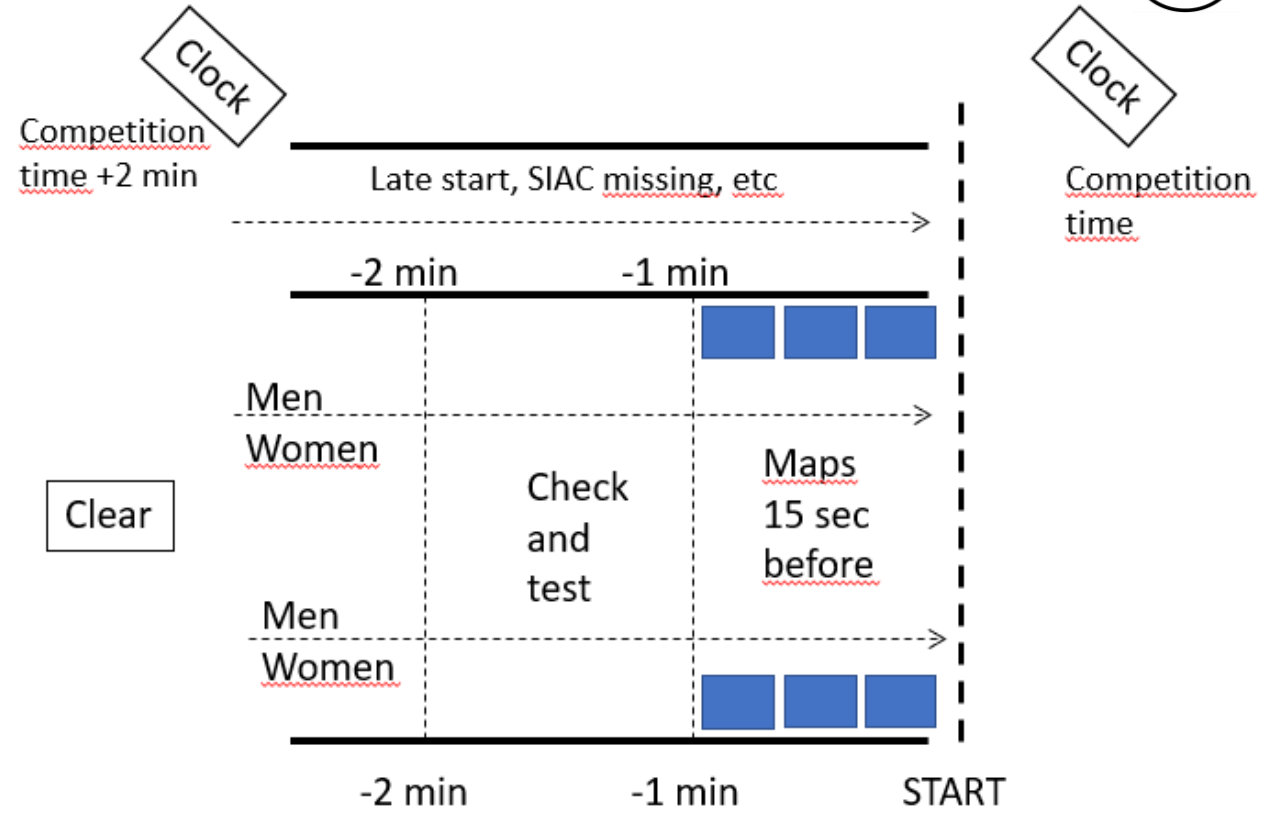 Clock
Clock
Competition
time +2 min
Late start, SIAC missing, etc
Competition
time
-2 min
-1 min
Men
Women
Clear
Check
and
test
Maps
15 sec
before
Men
Women
-2 min
-1 min
START